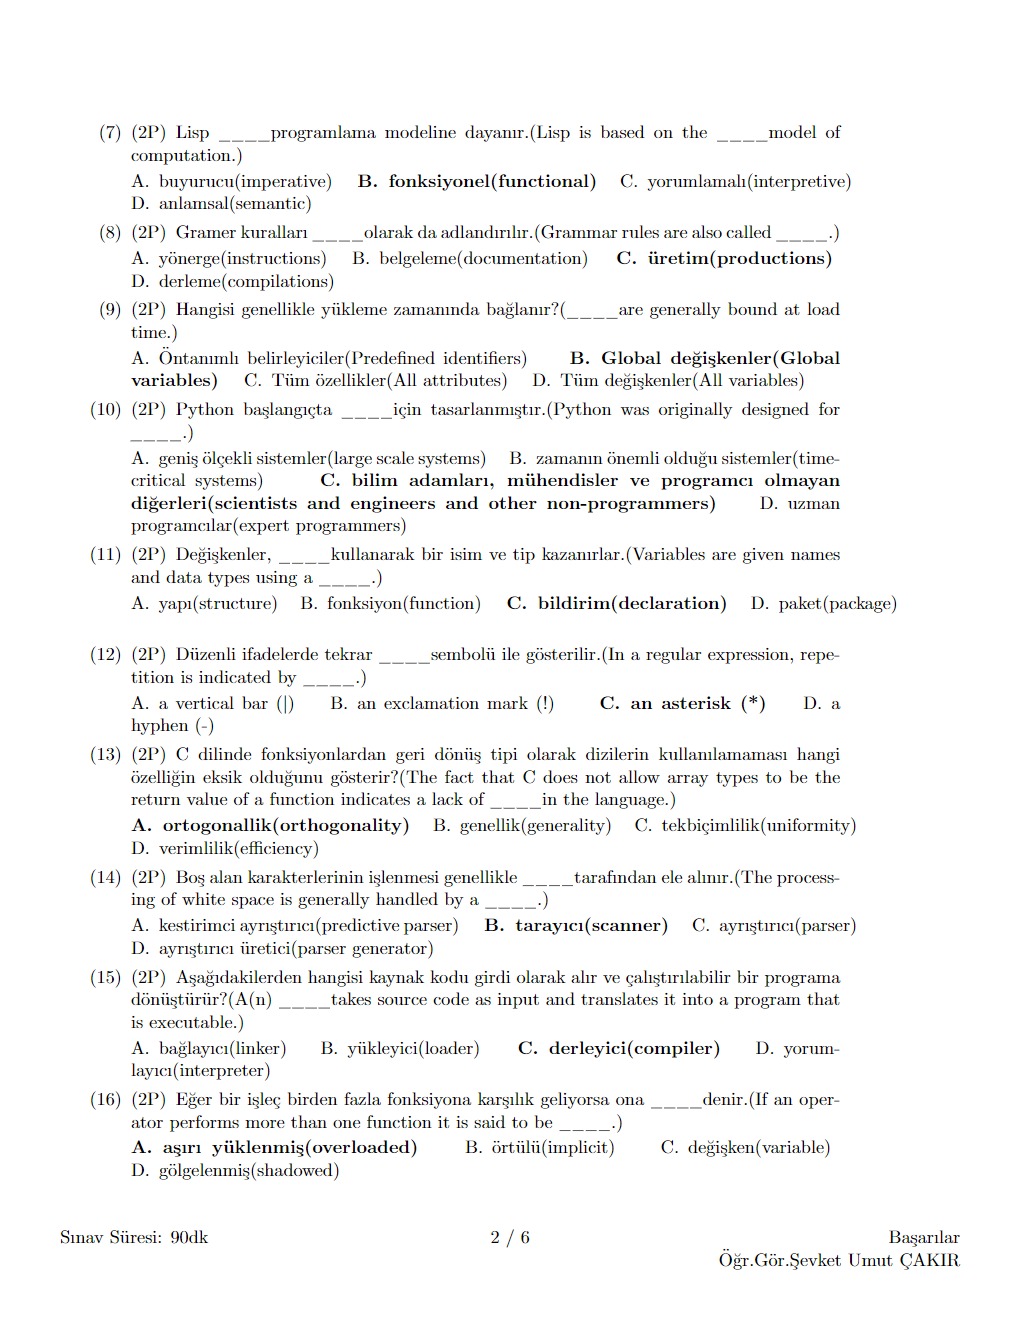 (7) (2P) Lisp ____programlama modeline dayanır.(Lisp is based on the ____model of
computation.)
A. buyurucu(imperative) B. fonksiyonel(functional) C. yorumlamalı(interpretive)
D. anlamsal(semantic)
(8) (2P) Gramer kuralları ____olarak da adlandırılır.(Grammar rules are also called ____.)
A. yönerge(instructions) B. belgeleme(documentation) C. üretim(productions)
D. derleme(compilations)
(9) (2P) Hangisi genellikle yükleme zamanında bağlanır?(____are generally bound at load
time.)
A. Öntanımlı belirleyiciler(Predefined identifiers) B. Global değişkenler(Global
variables) C. Tüm özellikler(All attributes) D. Tüm değişkenler(All variables)
(10) (2P) Python başlangıçta ____için tasarlanmıştır.(Python was originally designed for
____.)
A. geniş ölçekli sistemler(large scale systems) B. zamanın önemli olduğu sistemler(time-
critical systems) C. bilim adamları, mühendisler ve programcı olmayan
diğerleri(scientists and engineers and other non-programmers) D. uzman
programcılar(expert programmers)
(11) (2P) Değişkenler, ____kullanarak bir isim ve tip kazanırlar.(Variables are given names
and data types using a ____.)
A. yapı(structure) B. fonksiyon(function) C. bildirim(declaration) D. paket(package)
(12) (2P) Düzenli ifadelerde tekrar ____sembolü ile gösterilir.(In a regular expression, repe-
tition is indicated by ____.)
A. a vertical bar (|) B. an exclamation mark (!) C. an asterisk (*) D. a
hyphen (-)
(13) (2P) C dilinde fonksiyonlardan geri dönüş tipi olarak dizilerin kullanılamaması hangi
özelliğin eksik olduğunu gösterir?(The fact that C does not allow array types to be the
return value of a function indicates a lack of ____in the language.)
A. ortogonallik(orthogonality) B. genellik(generality) C. tekbiçimlilik(uniformity)
D. verimlilik(efficiency)
(14) (2P) Boş alan karakterlerinin işlenmesi genellikle ____tarafından ele alınır.(The process-
ing of white space is generally handled by a ____.)
A. kestirimci ayrıştırıcı(predictive parser) B. tarayıcı(scanner) C. ayrıştırıcı(parser)
D. ayrıştırıcı üretici(parser generator)
(15) (2P) Aşağıdakilerden hangisi kaynak kodu girdi olarak alır ve çalıştırılabilir bir programa
dönüştürür?(A(n) ____takes source code as input and translates it into a program that
is executable.)
A. bağlayıcı(linker) B. yükleyici(loader) C. derleyici(compiler) D. yorum-
layıcı(interpreter)
(16) (2P) Eğer bir işleç birden fazla fonksiyona karşılık geliyorsa ona ____denir.(If an oper-
ator performs more than one function it is said to be ____.)
A. aşırı yüklenmiş(overloaded) B. örtülü(implicit) C. değişken(variable)
D. gölgelenmiş(shadowed)
Sınav Süresi: 90dk 2 / 6 Başarılar
Öğr.Gör.Şevket Umut ÇAKIR